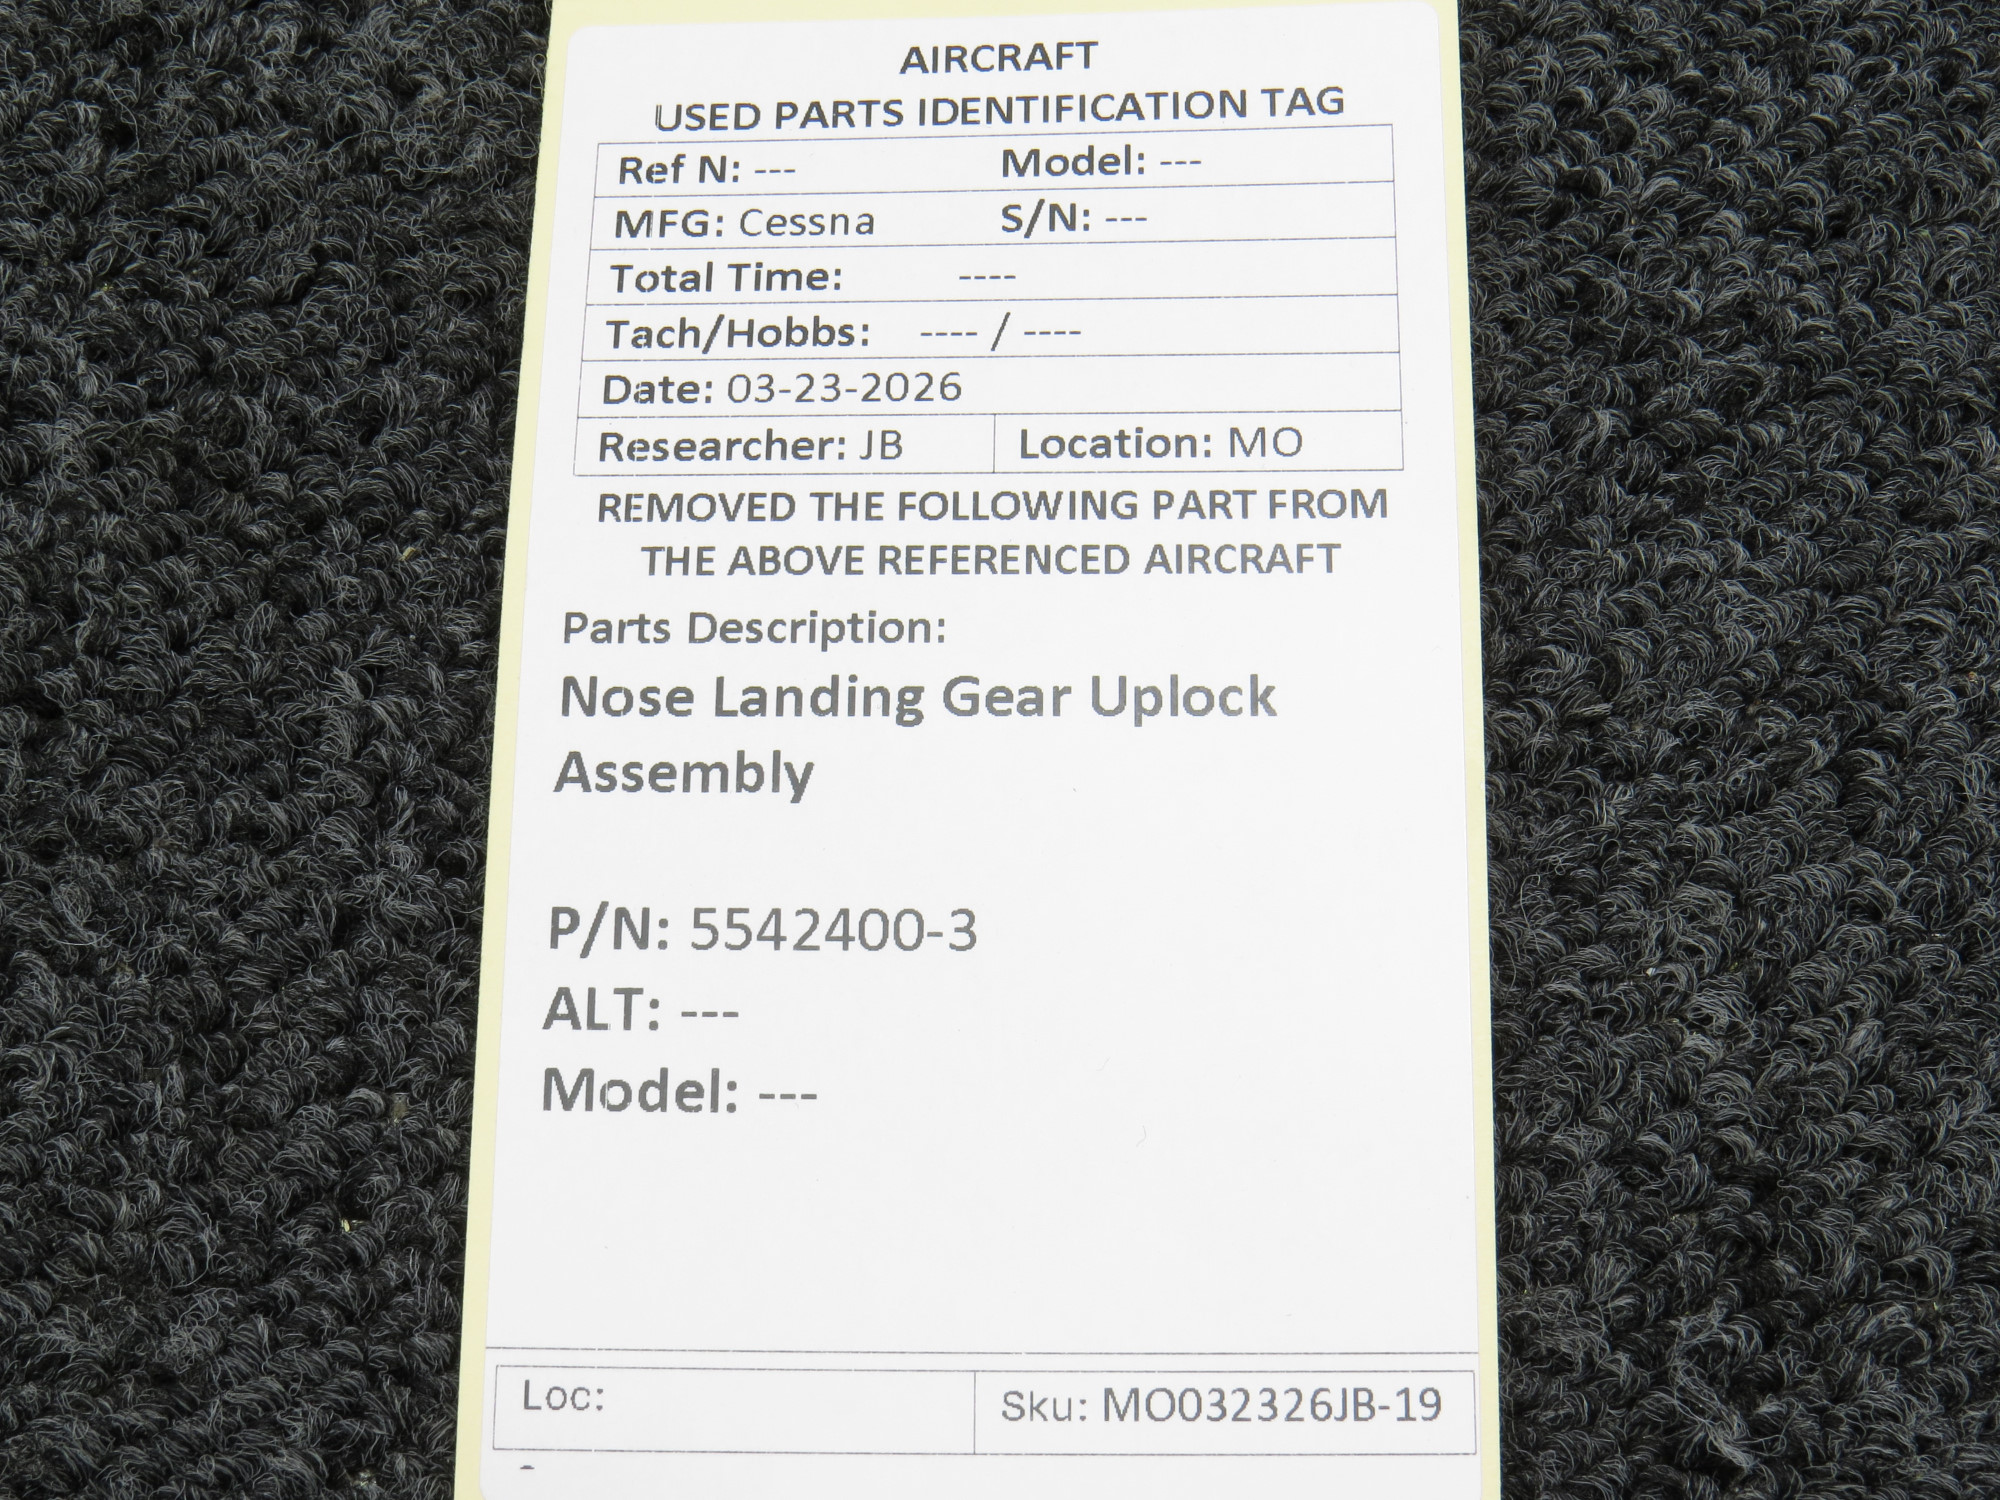 AIRCRAFT
USED PARTS IDENTIFICATION TAG
Ref N: --- Model: ---
MFG: Cessna S/N: ---
Total Time: ----
Tach/Hobbs: ---- / ----
Date: 03-23-2026
Researcher: JB Location: MO
REMOVED THE FOLLOWING PART FROM
THE ABOVE REFERENCED AIRCRAFT
Parts Description:
Nose Landing Gear Uplock
Assembly
P/N: 5542400-3
ALT: ---
Model: ---
Loc: Sku: MO032326JB-19